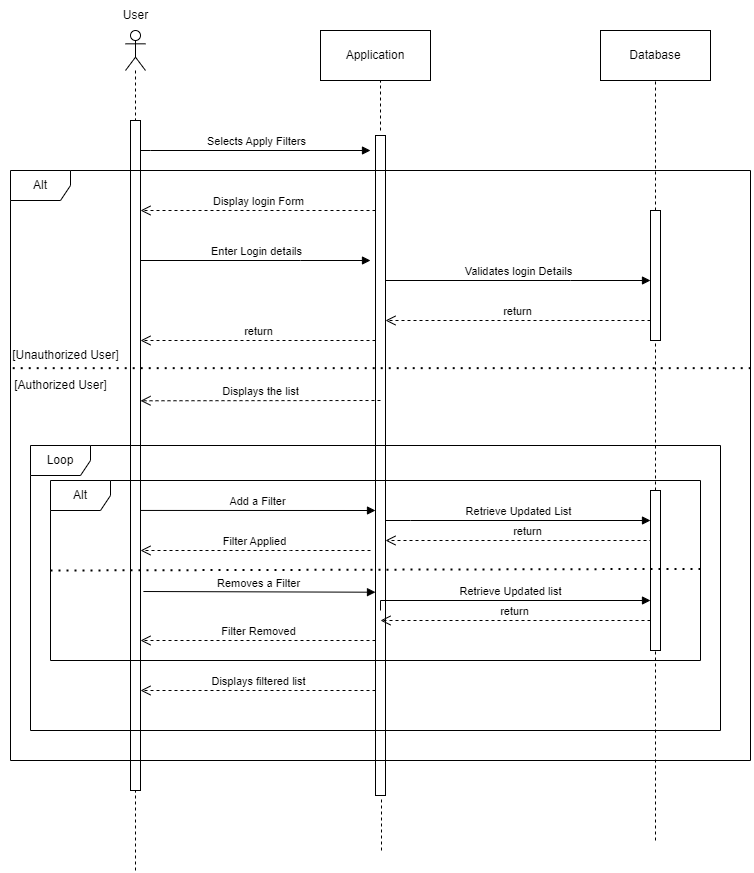 User
Application
Database
Selects Apply Filters
Alt
Display login Form
Enter Login details
Validates login Details
return
return
[Unauthorized User]
[Authorized User]
Displays the list
Loop
Alt
Add a Filter
Retrieve Updated List
return
Filter Applied
Removes a Filter
Retrieve Updated list
return
Filter Removed
Displays filtered list